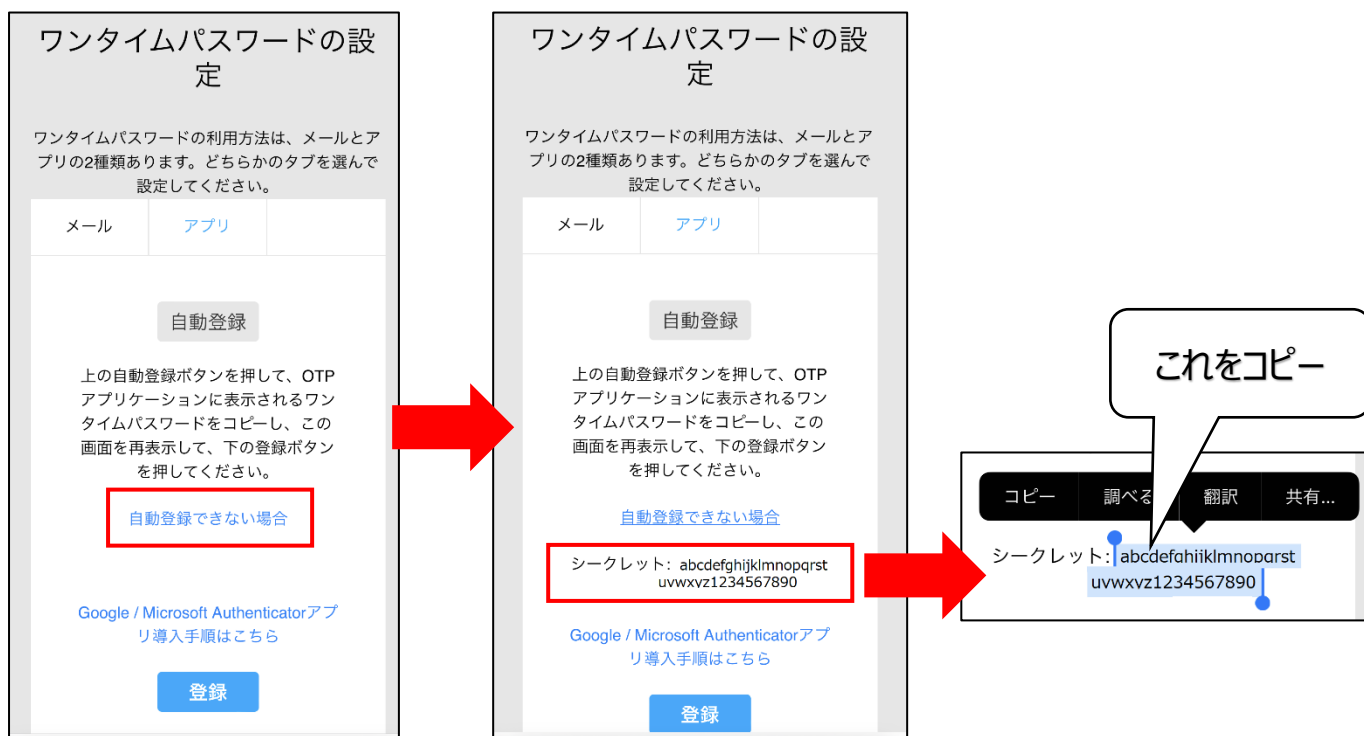 ワンタイムパスワードの設
定
ワンタイムパスワードの利用方法は、メールとア
プリの2種類あります。どちらかのタブを選んで
設定してください。
メール
アプリ
自動登録
上の自動登録ボタンを押して、OTP
アプリケーションに表示されるワン
タイムパスワードをコピーし、この
画面を再表示して、下の登録ボタン
を押してください。
自動登録できない場合
Google / Microsoft Authenticatorアプ
リ導入手順はこちら
登録
ワンタイムパスワードの設
定
ワンタイムパスワードの利用方法は、メールとア
プリの2種類あります。どちらかのタブを選んで
設定してください。
メール
アプリ
自動登録
上の自動登録ボタンを押して、OTP
アプリケーションに表示されるワン
タイムパスワードをコピーし、この
画面を再表示して、下の登録ボタン
を押してください。
自動登録できない場合
シークレット：abcdefghijklmnopqrst
uvwxyz1234567890
Google / Microsoft Authenticatorアプ
リ導入手順はこちら
登録
これをコピー
コピー 調べる 翻訳 共有...
シークレット：abcdefghijklmnopqrst
uvwxyz1234567890